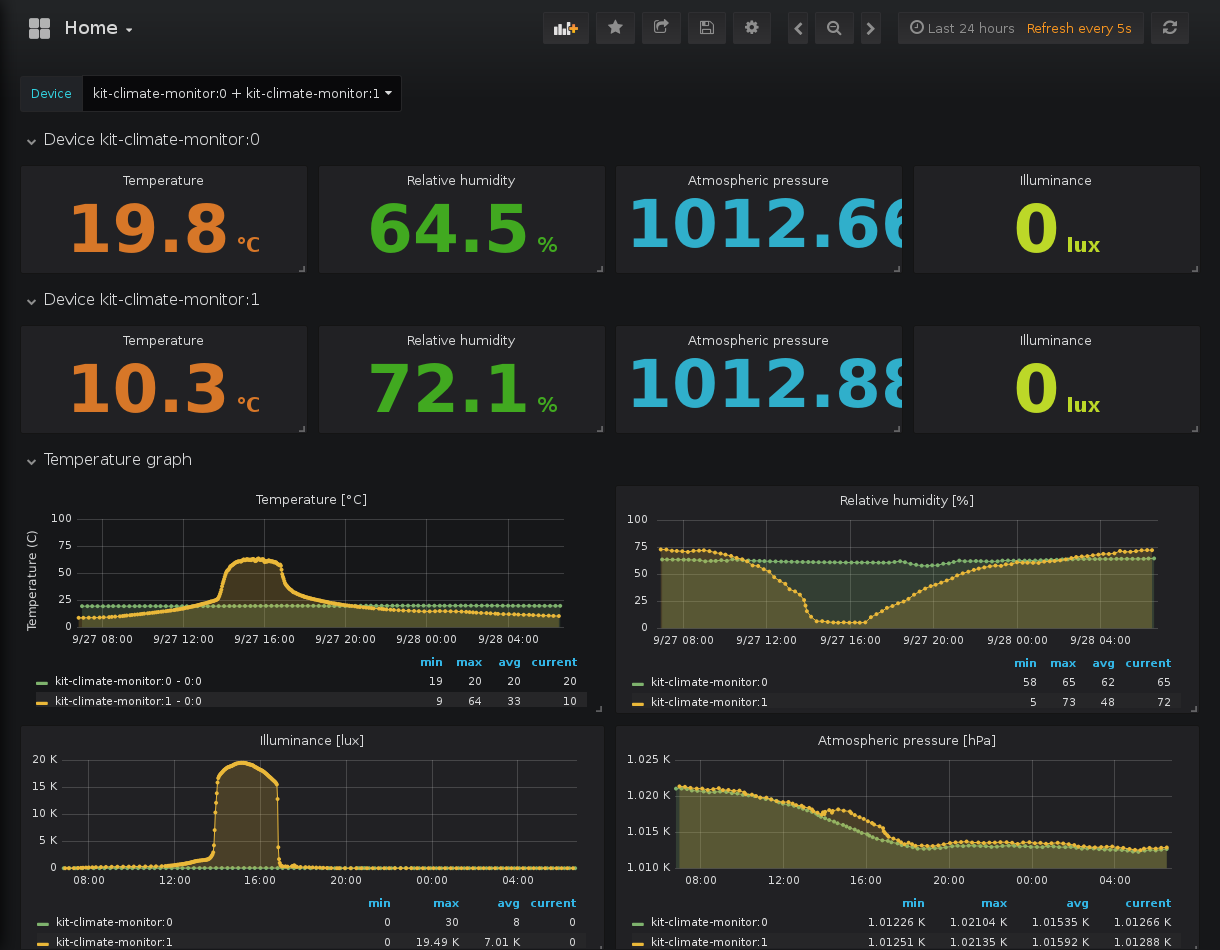 Home
Last 24 hours Refresh every 5s
Device kit-climate-monitor:0 + kit-climate-monitor:1
Device kit-climate-monitor:0
Temperature Relative humidity Atmospheric pressure Illuminance
19.8 °C 64.5 % 1012.66 0 lux
Device kit-climate-monitor:1
Temperature Relative humidity Atmospheric pressure Illuminance
10.3 °C 72.1 % 1012.88 0 lux
Temperature graph
Temperature [°C]
Temperature (C)
100
75
50
25
0
9/27 08:00 9/27 12:00 9/27 16:00 9/27 20:00 9/28 00:00 9/28 04:00
min max avg current
kit-climate-monitor:0 - 0:0 19 20 20 20
kit-climate-monitor:1 - 0:0 9 64 33 10
Relative humidity [%]
100
75
50
25
0
9/27 08:00 9/27 12:00 9/27 16:00 9/27 20:00 9/28 00:00 9/28 04:00
min max avg current
kit-climate-monitor:0 58 65 62 65
kit-climate-monitor:1 5 73 48 72
Illuminance [lux]
20 K
15 K
10 K
5 K
0
08:00 12:00 16:00 20:00 00:00 04:00
min max avg current
kit-climate-monitor:0 0 30 8 0
kit-climate-monitor:1 0 19.49 K 7.01 K 0
Atmospheric pressure [hPa]
1.025 K
1.020 K
1.015 K
1.010 K
08:00 12:00 16:00 20:00 00:00 04:00
min max avg current
kit-climate-monitor:0 1.01226 K 1.02104 K 1.01535 K 1.01266 K
kit-climate-monitor:1 1.01251 K 1.02135 K 1.01592 K 1.01288 K